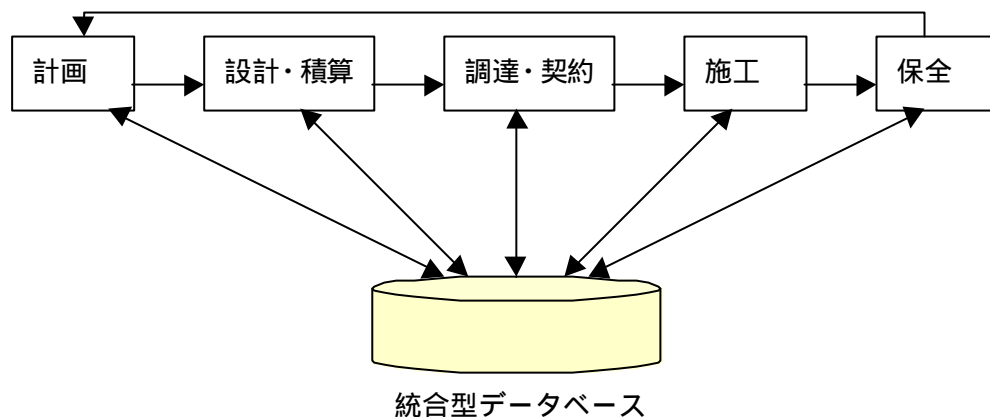 計画
設計・積算
調達・契約
施工
保全
統合型データベース